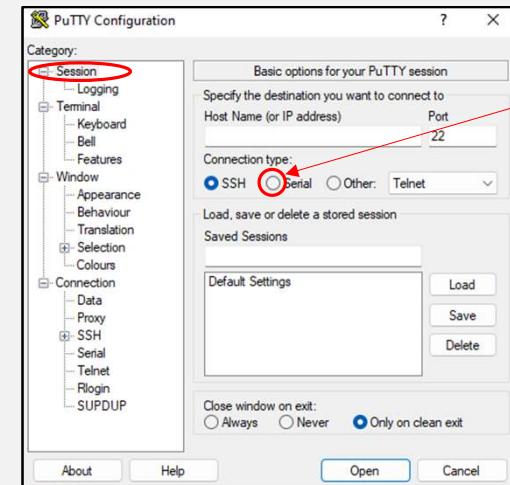 PuTTY Configuration ? ×
Category:
Session
Logging
Terminal
Keyboard
Bell
Features
Window
Appearance
Behaviour
Translation
Selection
Colours
Connection
Data
Proxy
SSH
Serial
Telnet
Rlogin
SUPDUP
Basic options for your PuTTY session
Specify the destination you want to connect to
Host Name (or IP address) Port
22
Connection type:
SSH Serial Other: Telnet
Load, save or delete a stored session
Saved Sessions
Default Settings
Load
Save
Delete
Close window on exit:
Always Never Only on clean exit
About Help Open Cancel